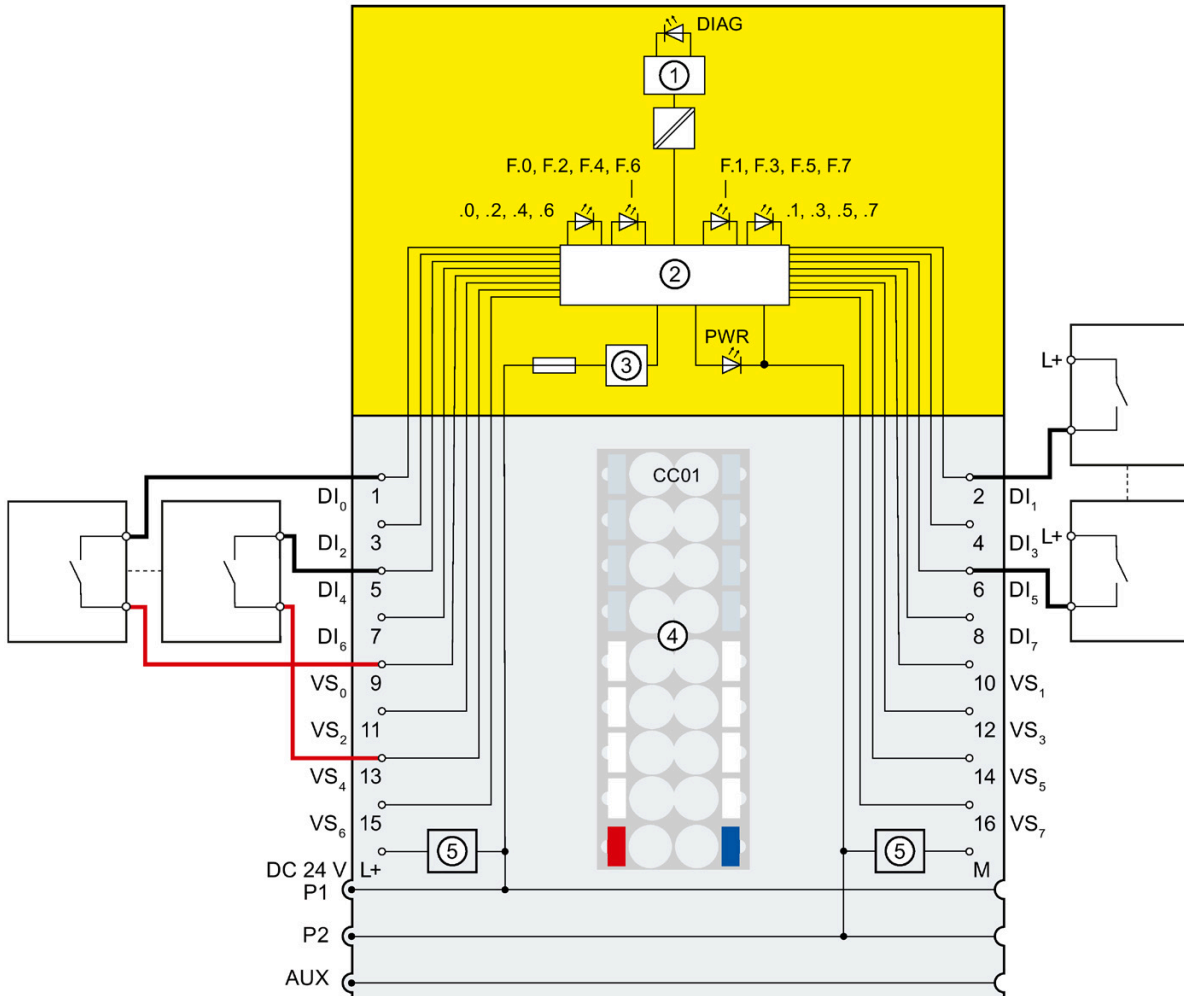 DIAG
①
F.0, F.2, F.4, F.6
F.1, F.3, F.5, F.7
.0, .2, .4, .6
.1, .3, .5, .7
②
PWR
③
L+
CC01
DI₀ 1
2 DI₁
DI₂ 3
4 DI₃
L+
DI₄ 5
6 DI₅
DI₆ 7
④
8 DI₇
VS₀ 9
10 VS₁
VS₂ 11
12 VS₃
VS₄ 13
14 VS₅
VS₆ 15
16 VS₇
⑤
⑤
DC 24 V L+
M
P1
P2
AUX